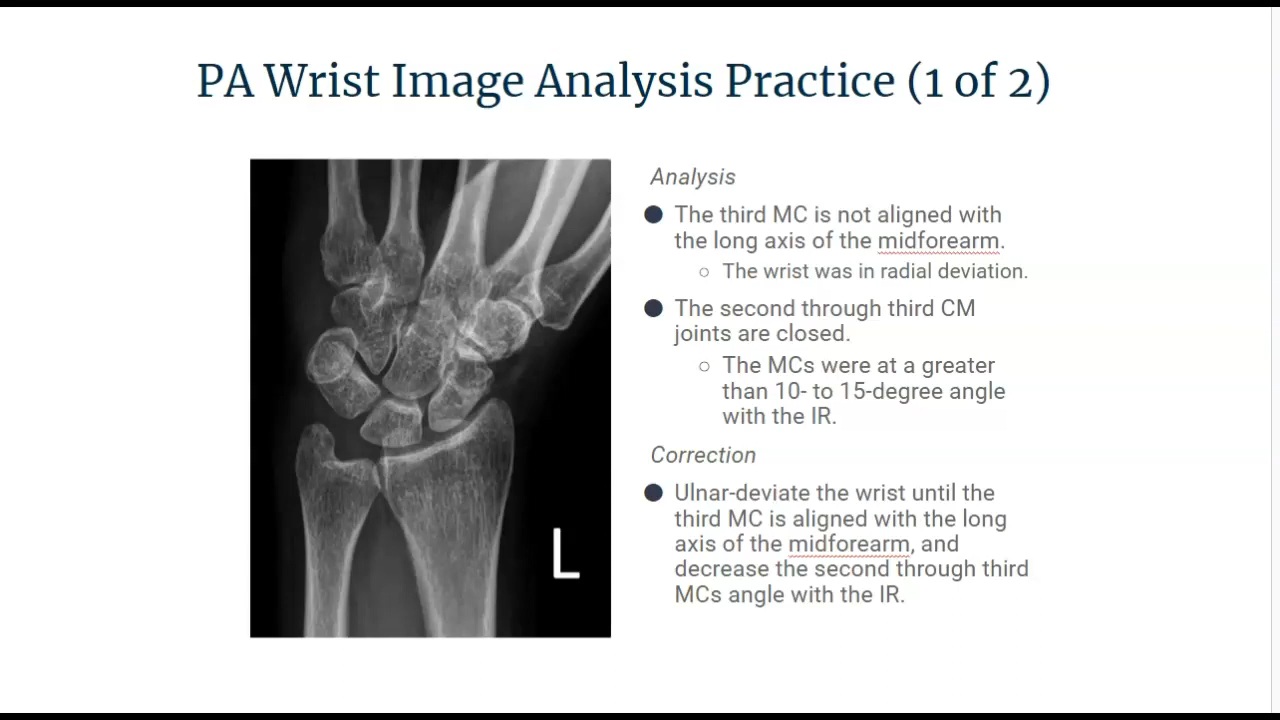 PA Wrist Image Analysis Practice (1 of 2)
Analysis
The third MC is not aligned with
the long axis of the midforearm.
The wrist was in radial deviation.
The second through third CM
joints are closed.
The MCs were at a greater
than 10- to 15-degree angle
with the IR.
Correction
Ulnar-deviate the wrist until the
third MC is aligned with the long
axis of the midforearm, and
decrease the second through third
MCs angle with the IR.
L